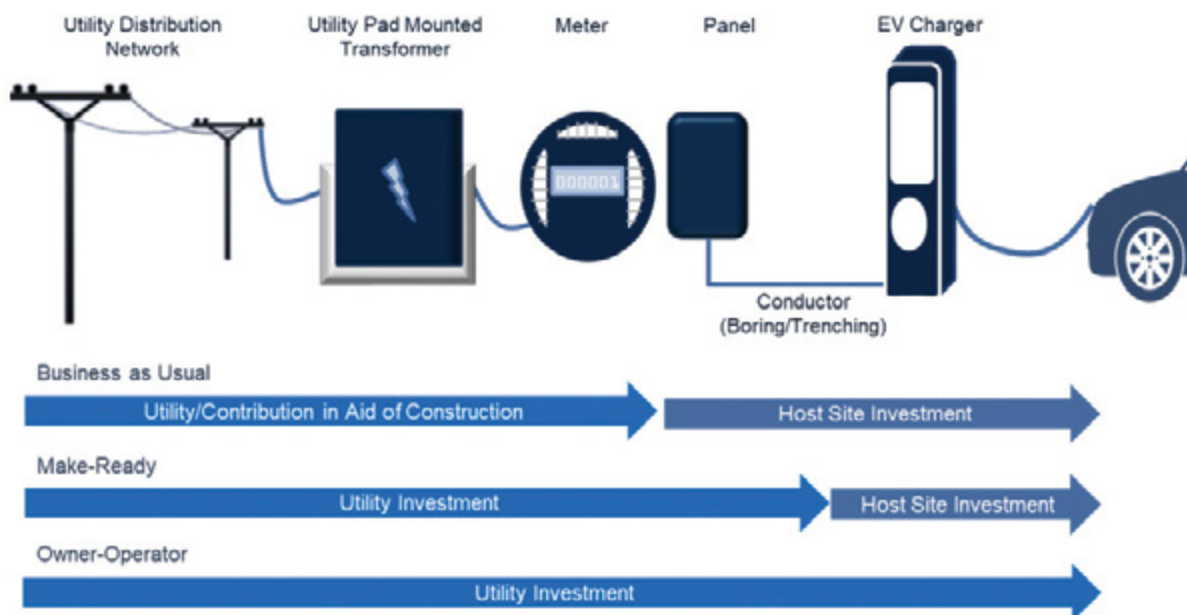 Utility Distribution
Network
Utility Pad Mounted
Transformer
Meter
Panel
EV Charger
000001
Conductor
(Boring/Trenching)
Business as Usual
Utility/Contribution in Aid of Construction
Host Site Investment
Make-Ready
Utility Investment
Host Site Investment
Owner-Operator
Utility Investment